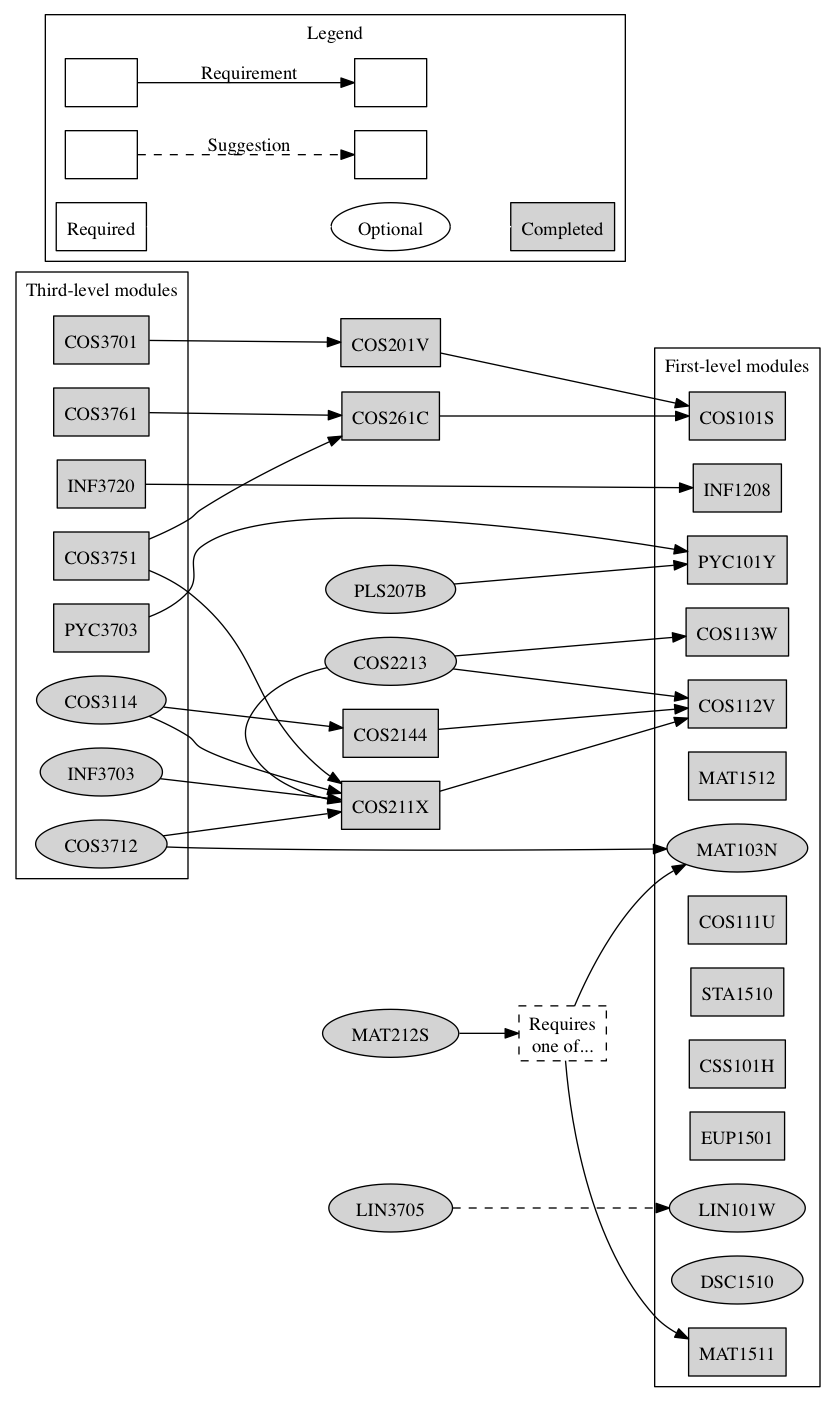 Legend
Requirement
Suggestion
Required
Optional
Completed
Third-level modules
COS3701
COS3761
INF3720
COS3751
PYC3703
COS3114
INF3703
COS3712
COS201V
COS261C
PLS207B
COS2213
COS2144
COS211X
MAT212S
LIN3705
Requires
one of...
First-level modules
COS101S
INF1208
PYC101Y
COS113W
COS112V
MAT1512
MAT103N
COS111U
STA1510
CSS101H
EUP1501
LIN101W
DSC1510
MAT1511